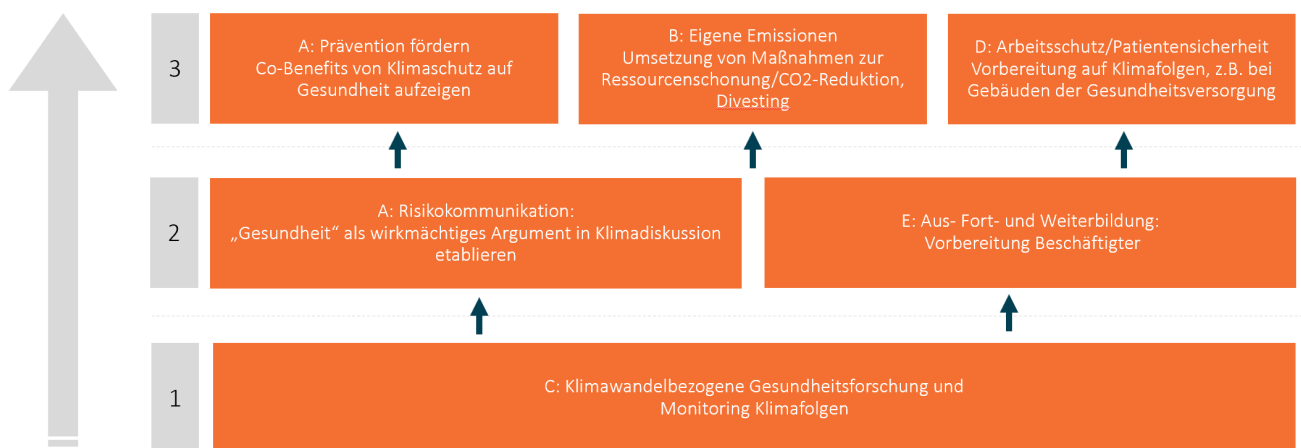 3
A: Prävention fördern
Co-Benefits von Klimaschutz auf
Gesundheit aufzeigen
B: Eigene Emissionen
Umsetzung von Maßnahmen zur
Ressourcenschonung/CO2-Reduktion,
Divesting
D: Arbeitsschutz/Patientensicherheit
Vorbereitung auf Klimafolgen, z.B. bei
Gebäuden der Gesundheitsversorgung
2
A: Risikokommunikation:
„Gesundheit“ als wirkmächtiges Argument in Klimadiskussion
etablieren
E: Aus- Fort- und Weiterbildung:
Vorbereitung Beschäftigter
1
C: Klimawandelbezogene Gesundheitsforschung und
Monitoring Klimafolgen